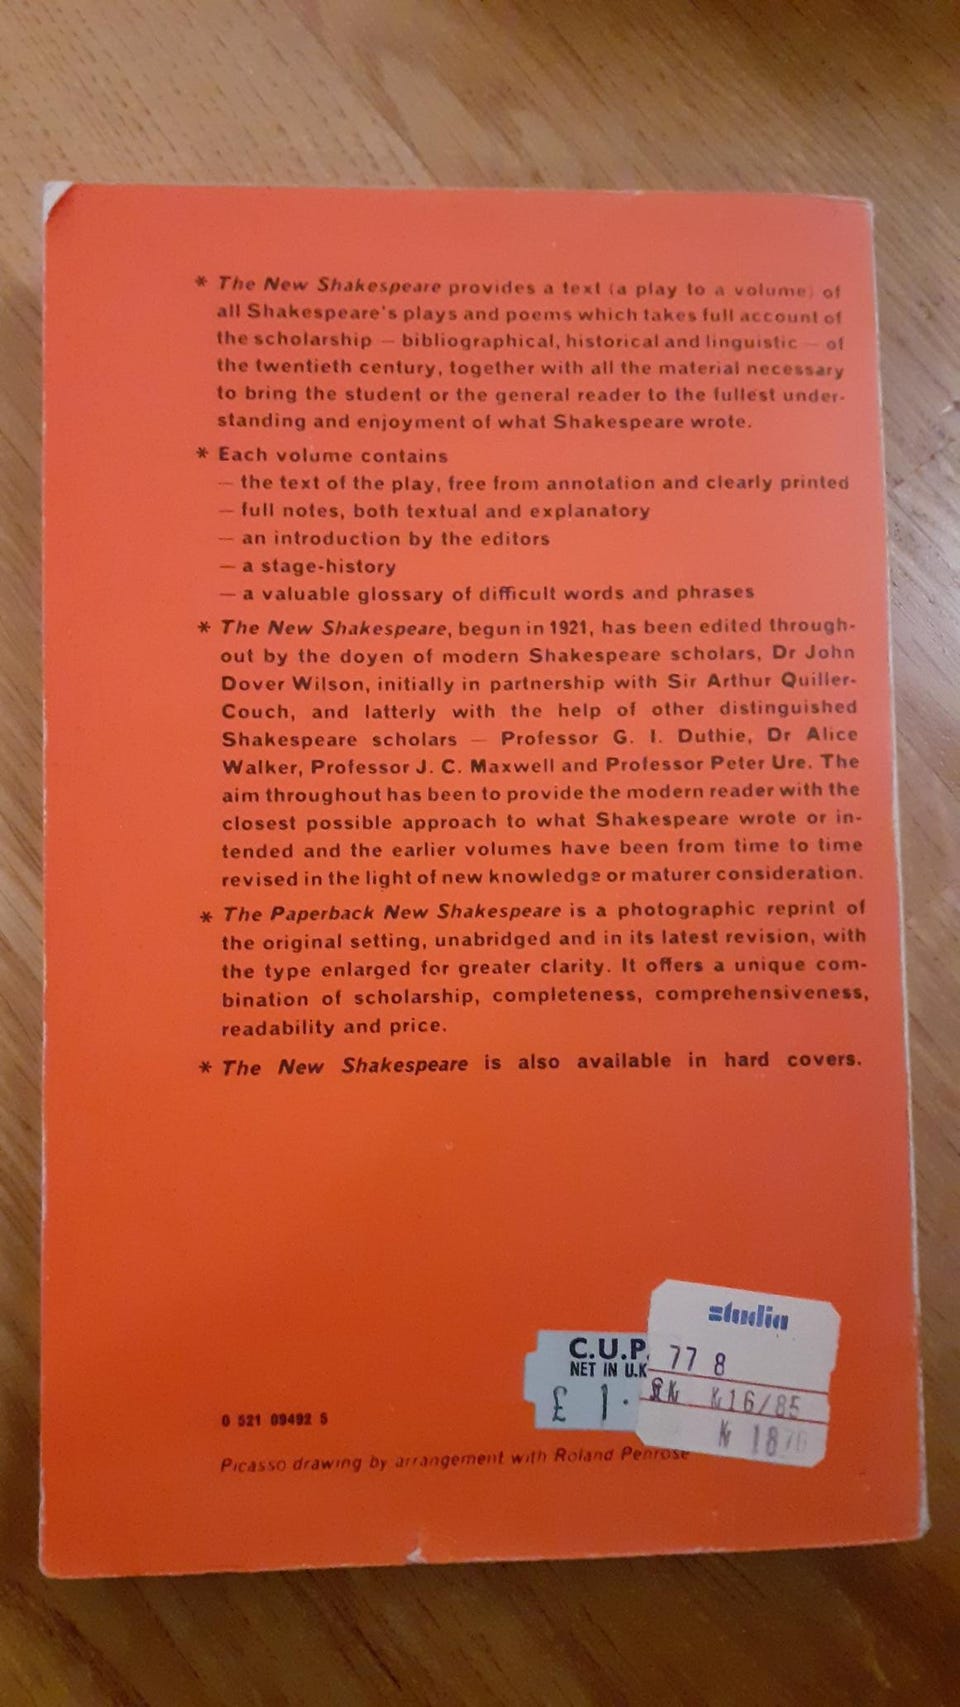 * The New Shakespeare provides a text (a play to a volume) of
all Shakespeare's plays and poems which takes full account of
the scholarship — bibliographical, historical and linguistic — of
the twentieth century, together with all the material necessary
to bring the student or the general reader to the fullest under-
standing and enjoyment of what Shakespeare wrote.
* Each volume contains
— the text of the play, free from annotation and clearly printed
— full notes, both textual and explanatory
— an introduction by the editors
— a stage-history
— a valuable glossary of difficult words and phrases
* The New Shakespeare, begun in 1921, has been edited through-
out by the doyen of modern Shakespeare scholars, Dr John
Dover Wilson, initially in partnership with Sir Arthur Quiller-
Couch, and latterly with the help of other distinguished
Shakespeare scholars — Professor G. I. Duthie, Dr Alice
Walker, Professor J. C. Maxwell and Professor Peter Ure. The
aim throughout has been to provide the modern reader with the
closest possible approach to what Shakespeare wrote or in-
tended and the earlier volumes have been from time to time
revised in the light of new knowledge or maturer consideration.
* The Paperback New Shakespeare is a photographic reprint of
the original setting, unabridged and in its latest revision, with
the type enlarged for greater clarity. It offers a unique com-
bination of scholarship, completeness, comprehensiveness,
readability and price.
* The New Shakespeare is also available in hard covers.
studia
77 8
K16/85
C.U.P.
NET IN U.K
£ 1.
0 521 09492 5
Picasso drawing by arrangement with Roland Penrose